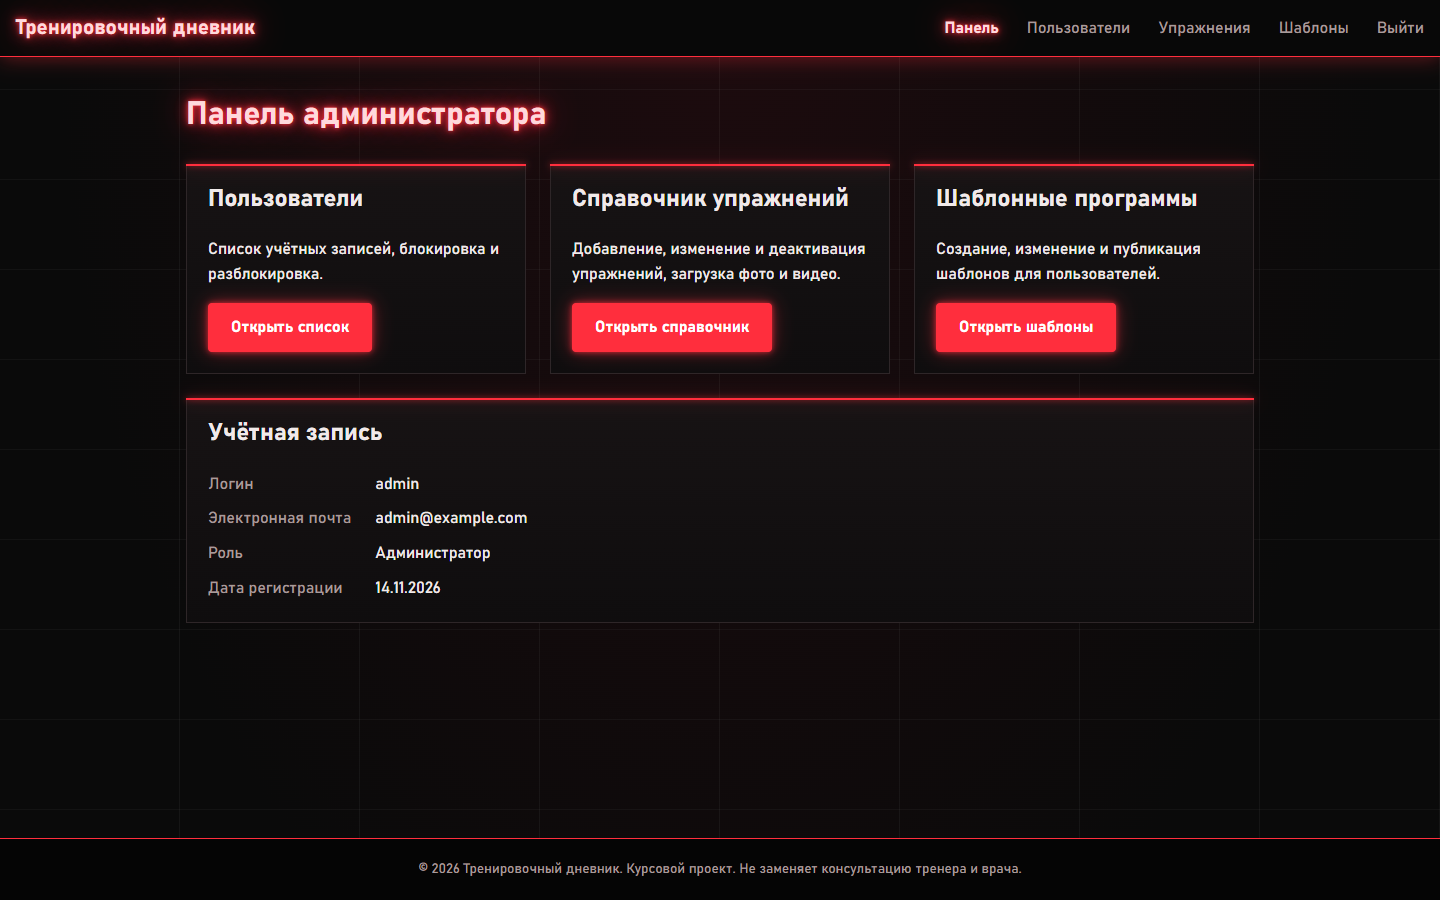 Тренировочный дневник
Панель
Пользователи
Упражнения
Шаблоны
Выйти
Панель администратора
Пользователи
Список учётных записей, блокировка и
разблокировка.
Открыть список
Справочник упражнений
Добавление, изменение и деактивация
упражнений, загрузка фото и видео.
Открыть справочник
Шаблонные программы
Создание, изменение и публикация
шаблонов для пользователей.
Открыть шаблоны
Учётная запись
Логин admin
Электронная почта admin@example.com
Роль Администратор
Дата регистрации 14.11.2026
© 2026 Тренировочный дневник. Курсовой проект. Не заменяет консультацию тренера и врача.